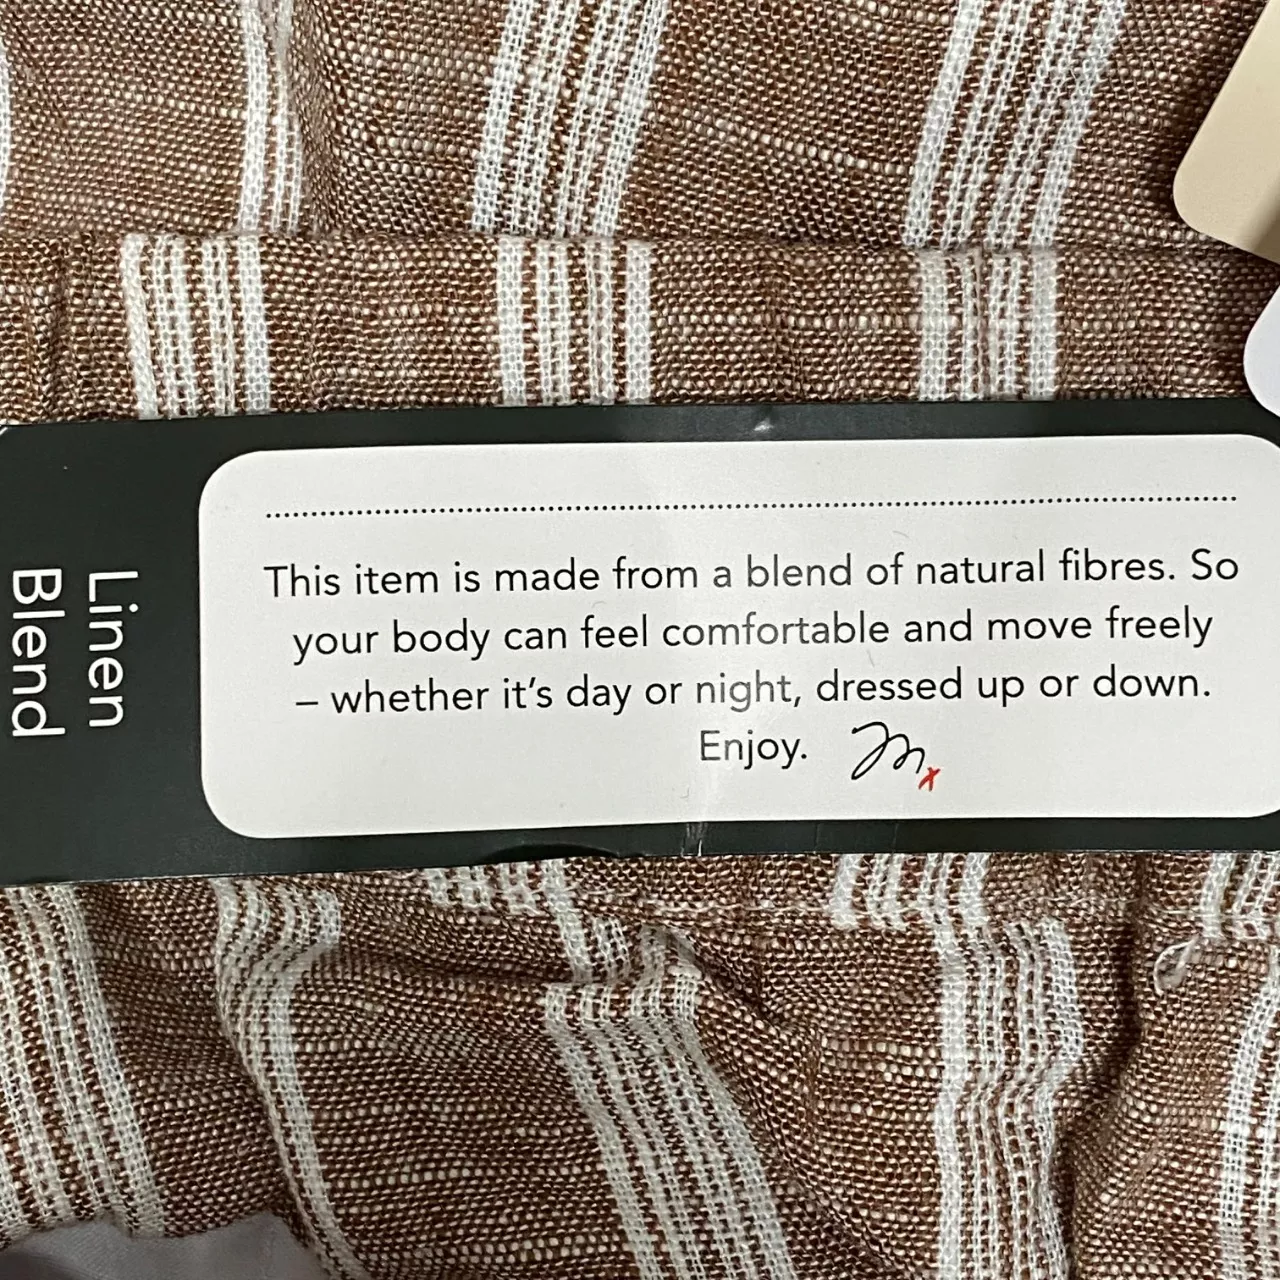 Linen
Blend
This item is made from a blend of natural fibres. So
your body can feel comfortable and move freely
– whether it's day or night, dressed up or down.
Enjoy. m x